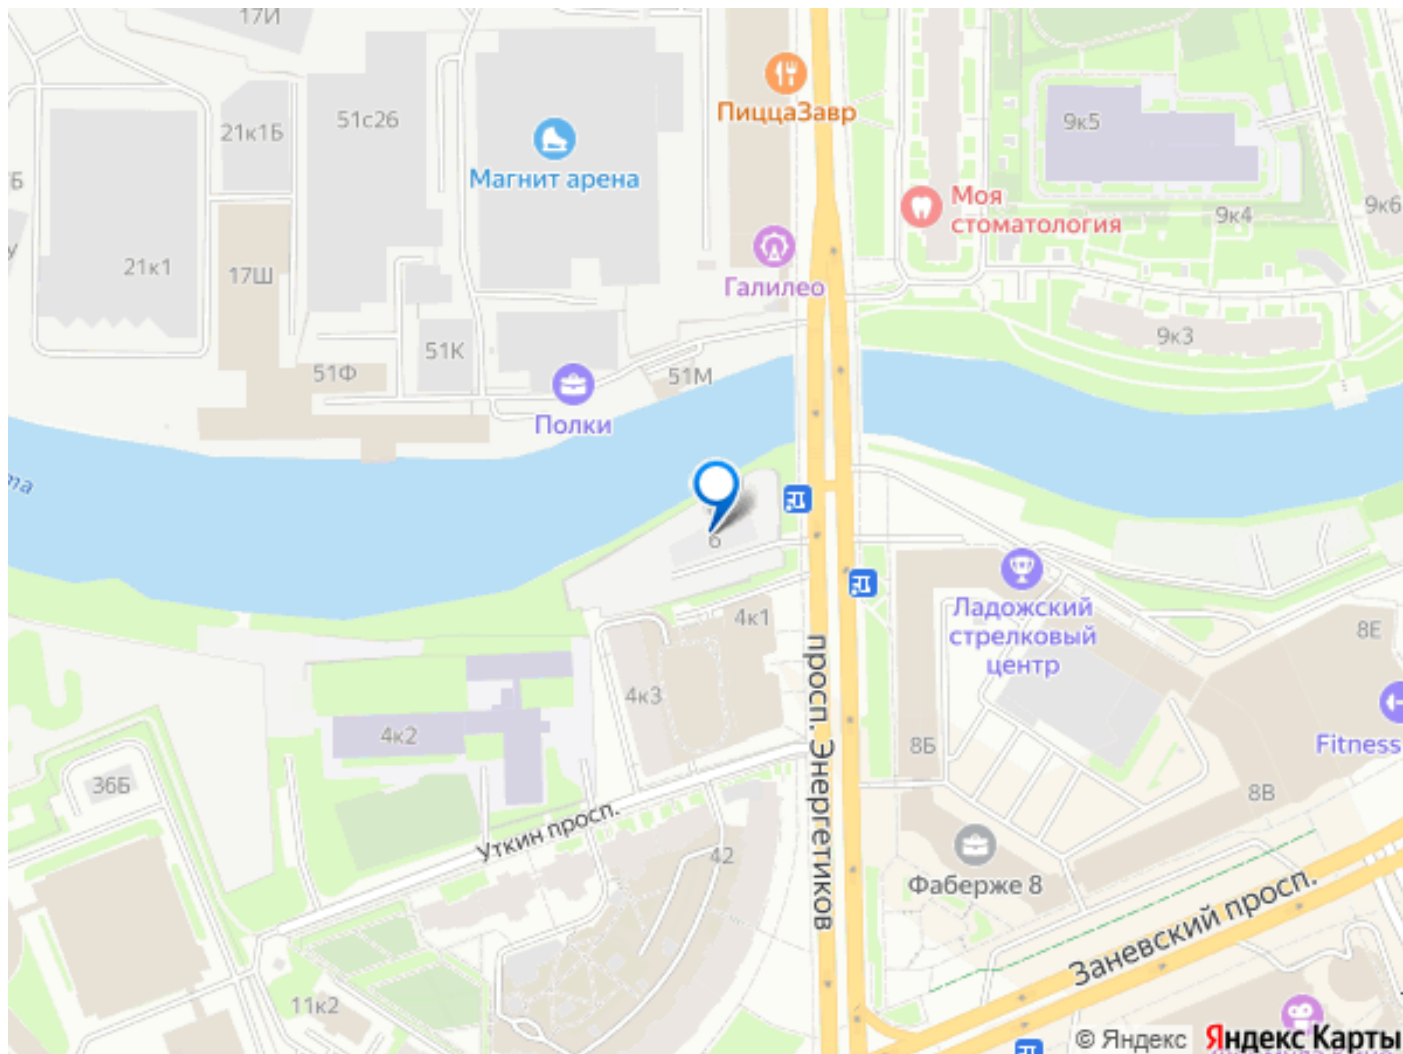 17И
ПиццаЗавр
21к1Б
51с26
9к5
Магнит арена
Моя
стоматология
9к4
9к6
21к1
17Ш
Галилео
9к3
51К
51Ф
51М
Полки
6
Ладожский
стрелковый
центр
4к1
8Е
4к3
просп. Энергетиков
4к2
8Б
Fitness
36Б
8В
Уткин просп.
42
Фаберже 8
Заневский просп.
11к2
© Яндекс
Яндекс Карты